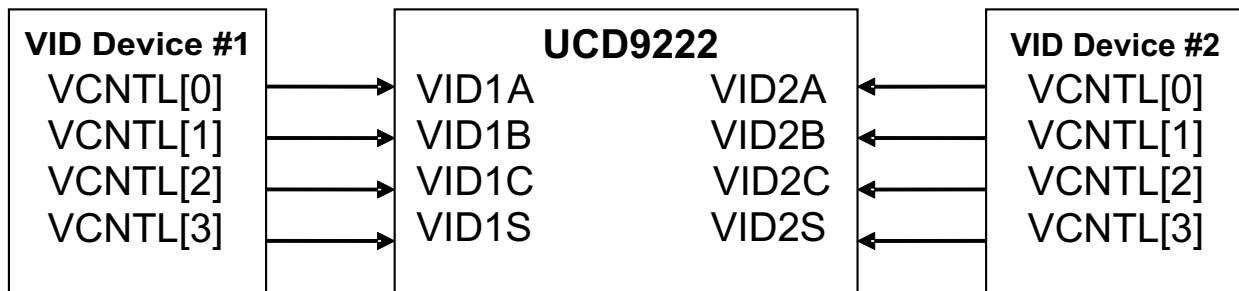 VID Device #1
VCNTL[0]
VCNTL[1]
VCNTL[2]
VCNTL[3]
UCD9222
VID1A VID2A
VID1B VID2B
VID1C VID2C
VID1S VID2S
VID Device #2
VCNTL[0]
VCNTL[1]
VCNTL[2]
VCNTL[3]